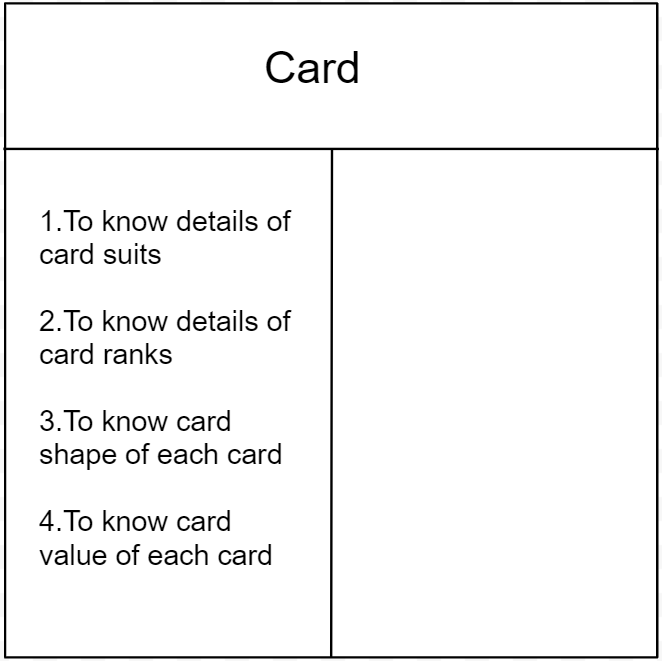 Card
1.To know details of
card suits
2.To know details of
card ranks
3.To know card
shape of each card
4.To know card
value of each card